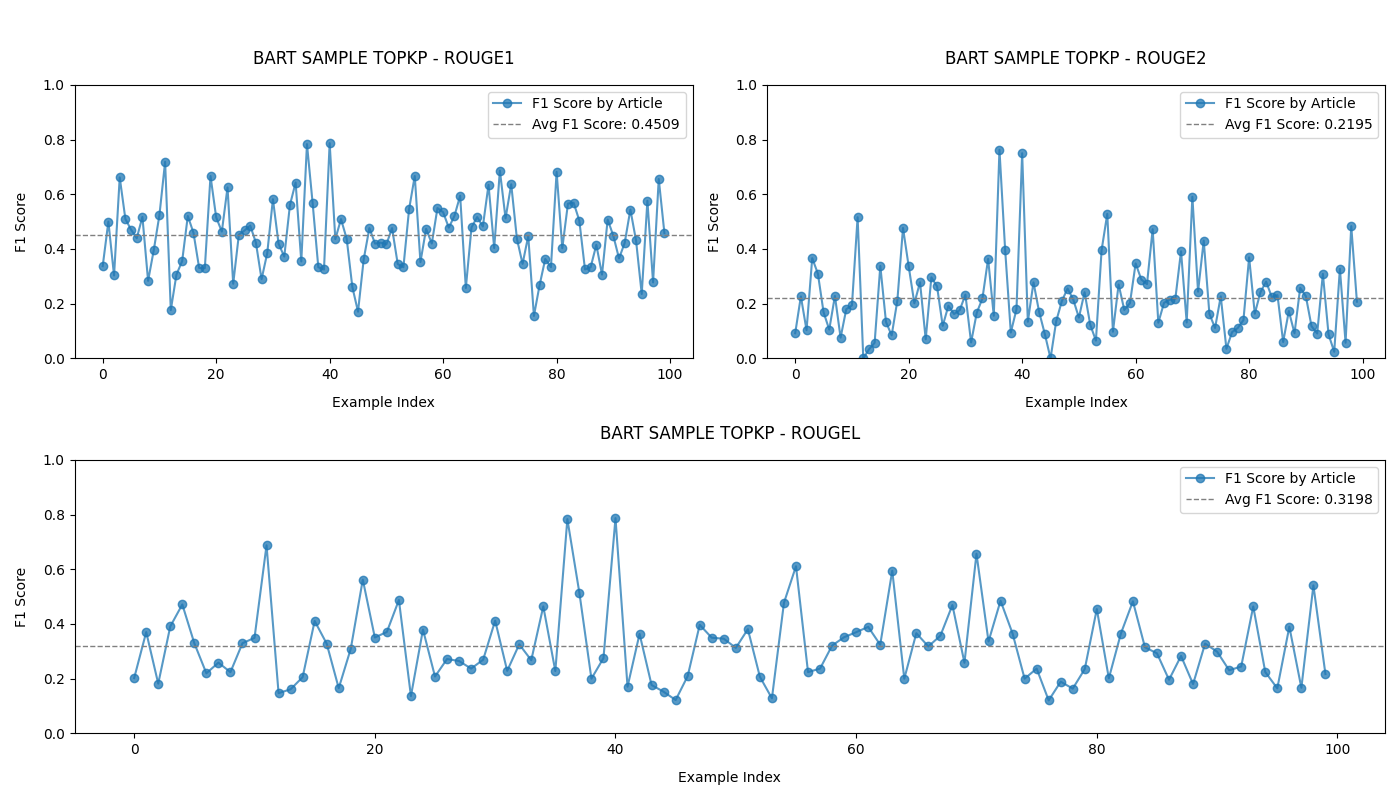 BART SAMPLE TOPKP - ROUGE1
F1 Score by Article
Avg F1 Score: 0.4509
1.0
0.8
0.6
0.4
0.2
0.0
F1 Score
0 20 40 60 80 100
Example Index
BART SAMPLE TOPKP - ROUGE2
F1 Score by Article
Avg F1 Score: 0.2195
1.0
0.8
0.6
0.4
0.2
0.0
F1 Score
0 20 40 60 80 100
Example Index
BART SAMPLE TOPKP - ROUGEL
F1 Score by Article
Avg F1 Score: 0.3198
1.0
0.8
0.6
0.4
0.2
0.0
F1 Score
0 20 40 60 80 100
Example Index